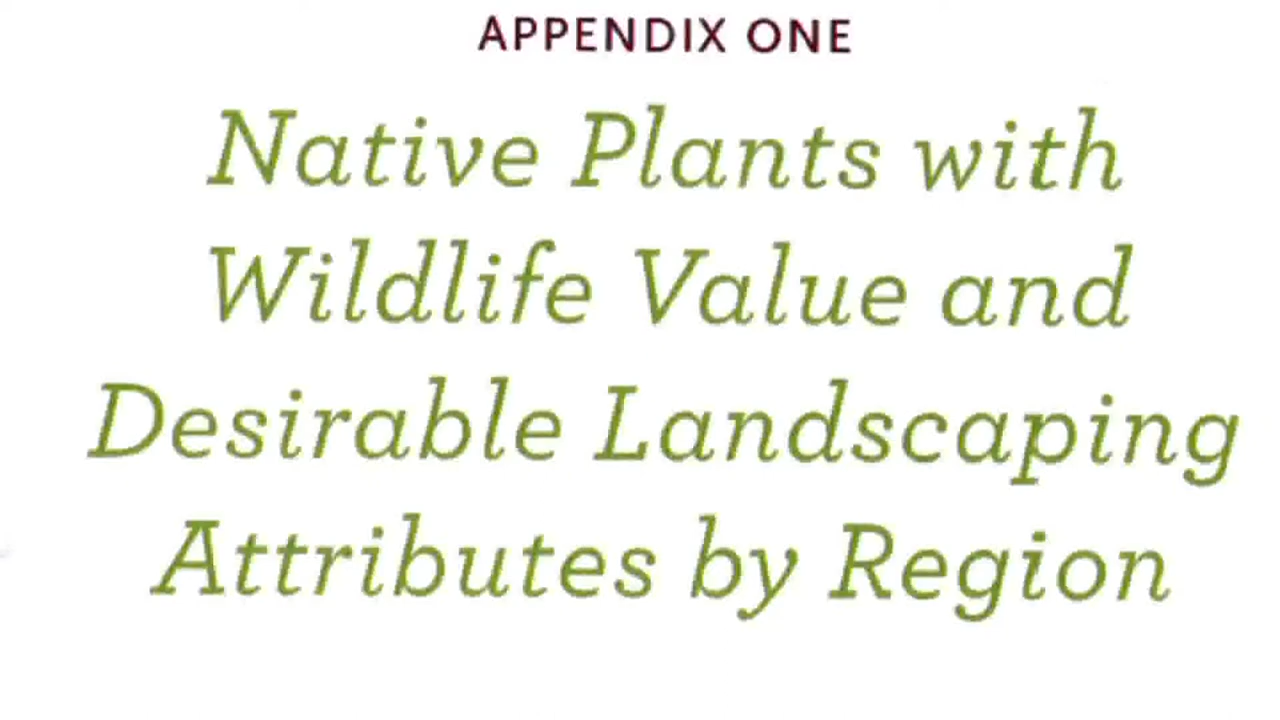 APPENDIX ONE
Native Plants with
Wildlife Value and
Desirable Landscaping
Attributes by Region